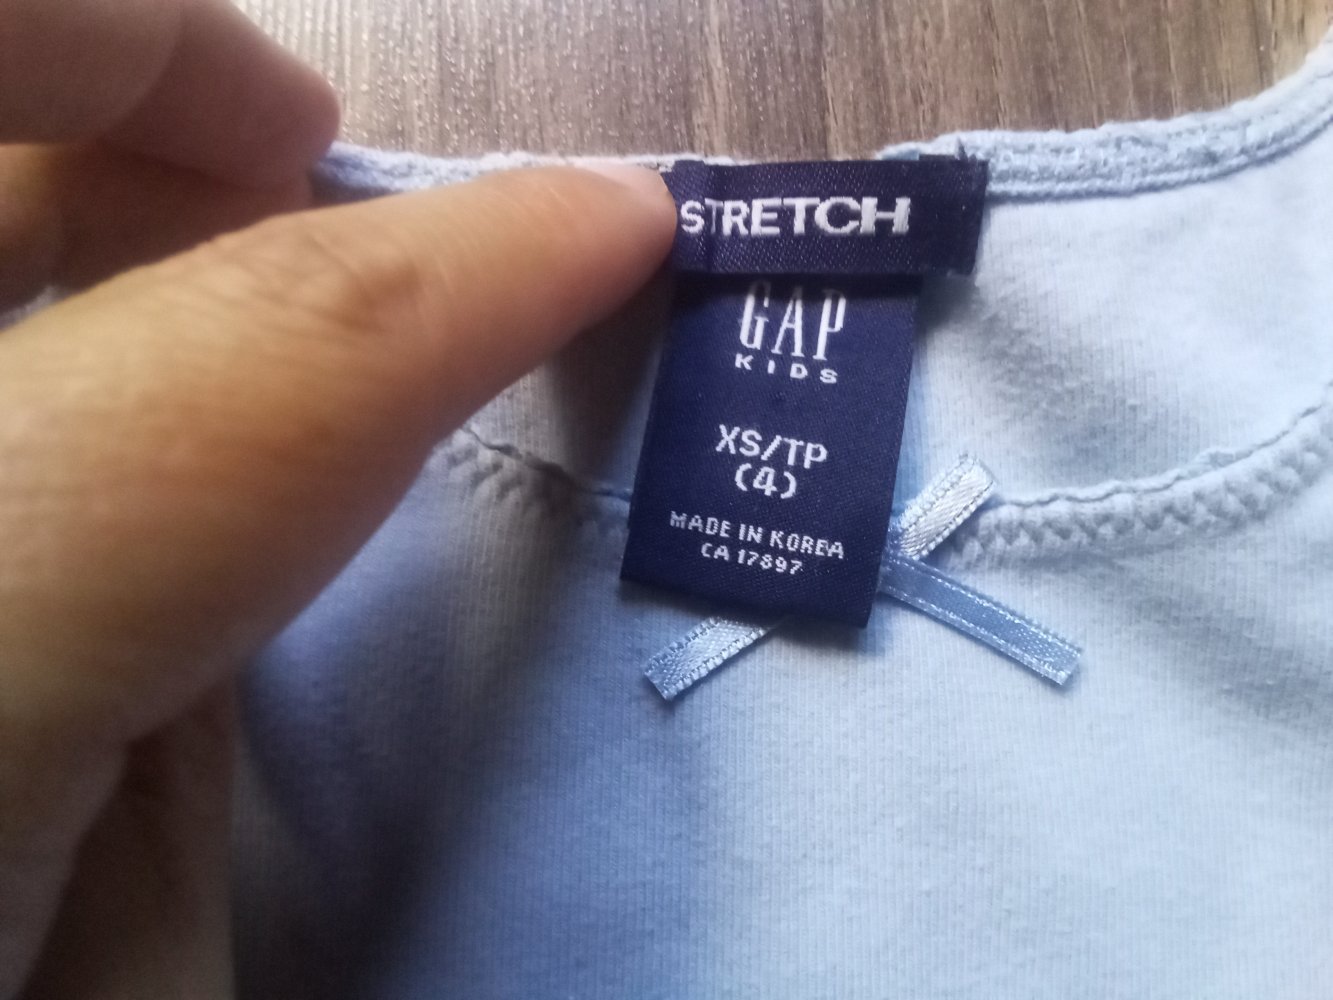 STRETCH
GAP
KIDS
XS/TP
(4)
MADE IN KOREA
CA 17897